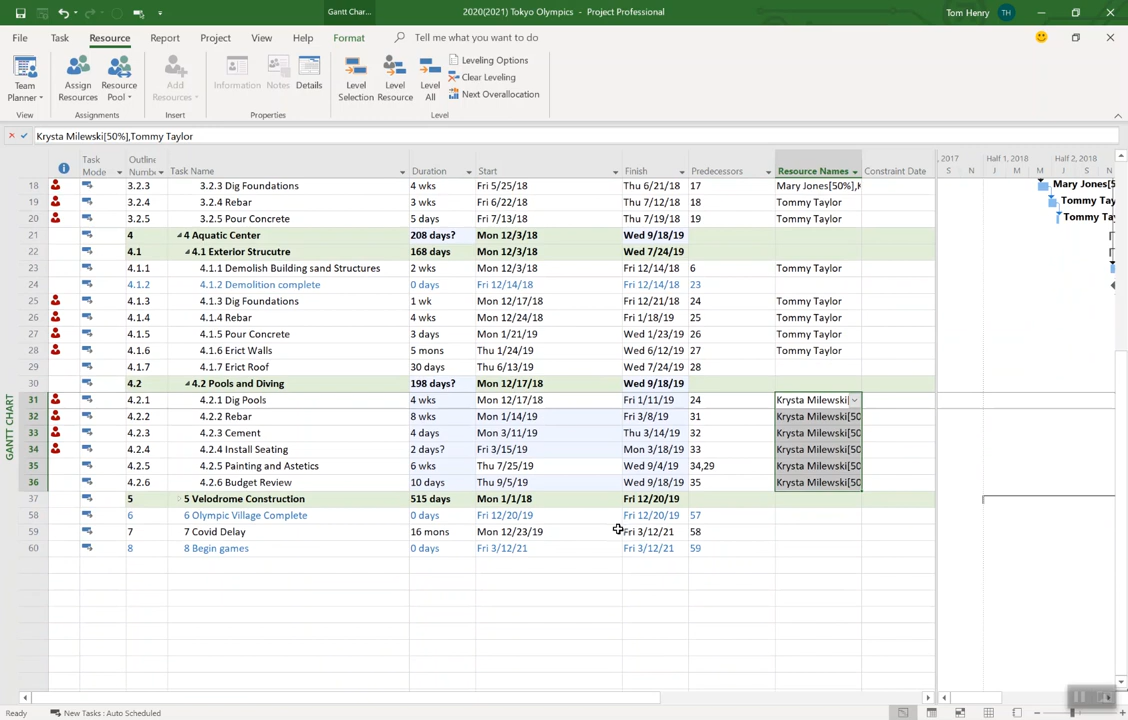 Gantt Char...
2020(2021) Tokyo Olympics - Project Professional
Tom Henry TH
File Task Resource Report Project View Help Format Tell me what you want to do
Team Planner
Assign Resources
Resource Pool
Add Resources
Information
Notes
Details
Level Selection
Level Resource
Level All
Leveling Options
Clear Leveling
Next Overallocation
View Assignments Insert Properties Level
Krysta Milewski[50%],Tommy Taylor
Task Mode Outline Numb Task Name Duration Start Finish Predecessors Resource Names Constraint Date
, 2017 Half 1, 2018 Half 2, 2018
S N J M M J S N
18 3.2.3 3.2.3 Dig Foundations 4 wks Fri 5/25/18 Thu 6/21/18 17 Mary Jones[50%],K Mary Jones[5
19 3.2.4 3.2.4 Rebar 3 wks Fri 6/22/18 Thu 7/12/18 18 Tommy Taylor Tommy Tay
20 3.2.5 3.2.5 Pour Concrete 5 days Fri 7/13/18 Thu 7/19/18 19 Tommy Taylor Tommy Ta
21 4 4 Aquatic Center 208 days? Mon 12/3/18 Wed 9/18/19
22 4.1 4.1 Exterior Strucutre 168 days Mon 12/3/18 Wed 7/24/19
23 4.1.1 4.1.1 Demolish Building sand Structures 2 wks Mon 12/3/18 Fri 12/14/18 6 Tommy Taylor
24 4.1.2 4.1.2 Demolition complete 0 days Fri 12/14/18 Fri 12/14/18 23
25 4.1.3 4.1.3 Dig Foundations 1 wk Mon 12/17/18 Fri 12/21/18 24 Tommy Taylor
26 4.1.4 4.1.4 Rebar 4 wks Mon 12/24/18 Fri 1/18/19 25 Tommy Taylor
27 4.1.5 4.1.5 Pour Concrete 3 days Mon 1/21/19 Wed 1/23/19 26 Tommy Taylor
28 4.1.6 4.1.6 Erict Walls 5 mons Thu 1/24/19 Wed 6/12/19 27 Tommy Taylor
29 4.1.7 4.1.7 Erict Roof 30 days Thu 6/13/19 Wed 7/24/19 28
30 4.2 4.2 Pools and Diving 198 days? Mon 12/17/18 Wed 9/18/19
31 4.2.1 4.2.1 Dig Pools 4 wks Mon 12/17/18 Fri 1/11/19 24 Krysta Milewski[
32 4.2.2 4.2.2 Rebar 8 wks Mon 1/14/19 Fri 3/8/19 31 Krysta Milewski[50
33 4.2.3 4.2.3 Cement 4 days Mon 3/11/19 Thu 3/14/19 32 Krysta Milewski[50
34 4.2.4 4.2.4 Install Seating 2 days? Fri 3/15/19 Mon 3/18/19 33 Krysta Milewski[50
35 4.2.5 4.2.5 Painting and Astetics 6 wks Thu 7/25/19 Wed 9/4/19 34,29 Krysta Milewski[50
36 4.2.6 4.2.6 Budget Review 10 days Thu 9/5/19 Wed 9/18/19 35 Krysta Milewski[50
37 5 5 Velodrome Construction 515 days Mon 1/1/18 Fri 12/20/19
58 6 6 Olympic Village Complete 0 days Fri 12/20/19 Fri 12/20/19 57
59 7 7 Covid Delay 16 mons Mon 12/23/19 Fri 3/12/21 58
60 8 8 Begin games 0 days Fri 3/12/21 Fri 3/12/21 59
GANTT CHART
Ready New Tasks : Auto Scheduled